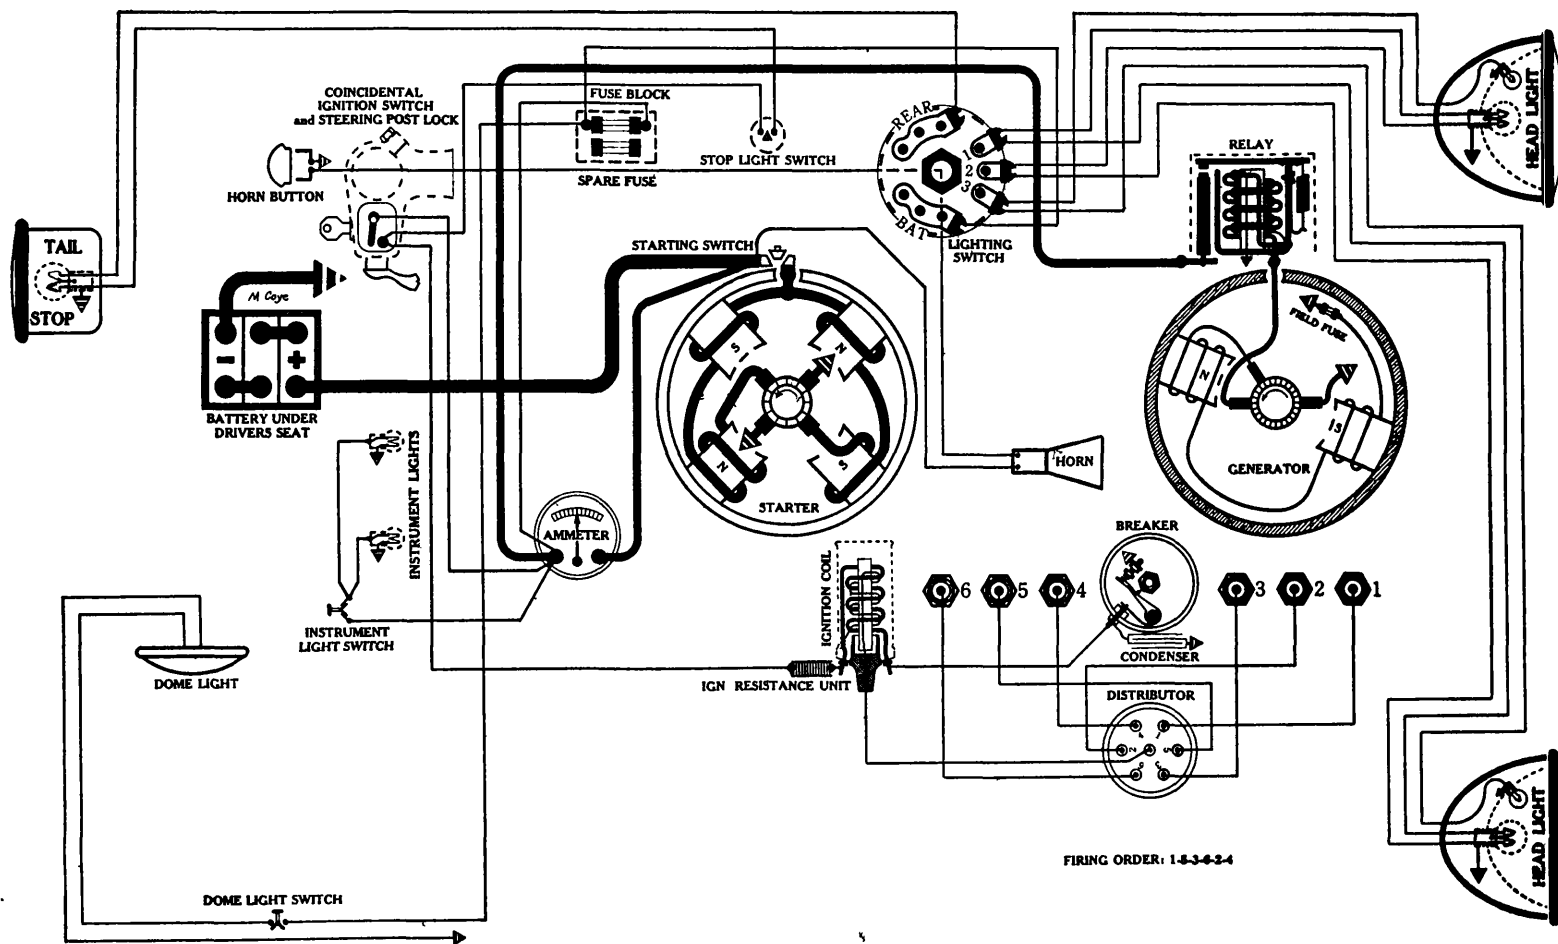 COINCIDENTAL
IGNITION SWITCH
and STEERING POST LOCK
FUSE BLOCK
SPARE FUSE
STOP LIGHT SWITCH
REAR
1
2
3
BAT
LIGHTING
SWITCH
RELAY
HEAD LIGHT
HORN BUTTON
TAIL
STOP
M Coye
STARTING SWITCH
- +
BATTERY UNDER
DRIVERS SEAT
S
N
N
S
STARTER
FIELD FUSE
N
S
GENERATOR
HORN
INSTRUMENT LIGHTS
AMMETER
INSTRUMENT
LIGHT SWITCH
IGNITION COIL
BREAKER
6
5
4
3
2
1
CONDENSER
IGN RESISTANCE UNIT
DISTRIBUTOR
DOME LIGHT
HEAD LIGHT
FIRING ORDER: 1-5-3-6-2-4
DOME LIGHT SWITCH